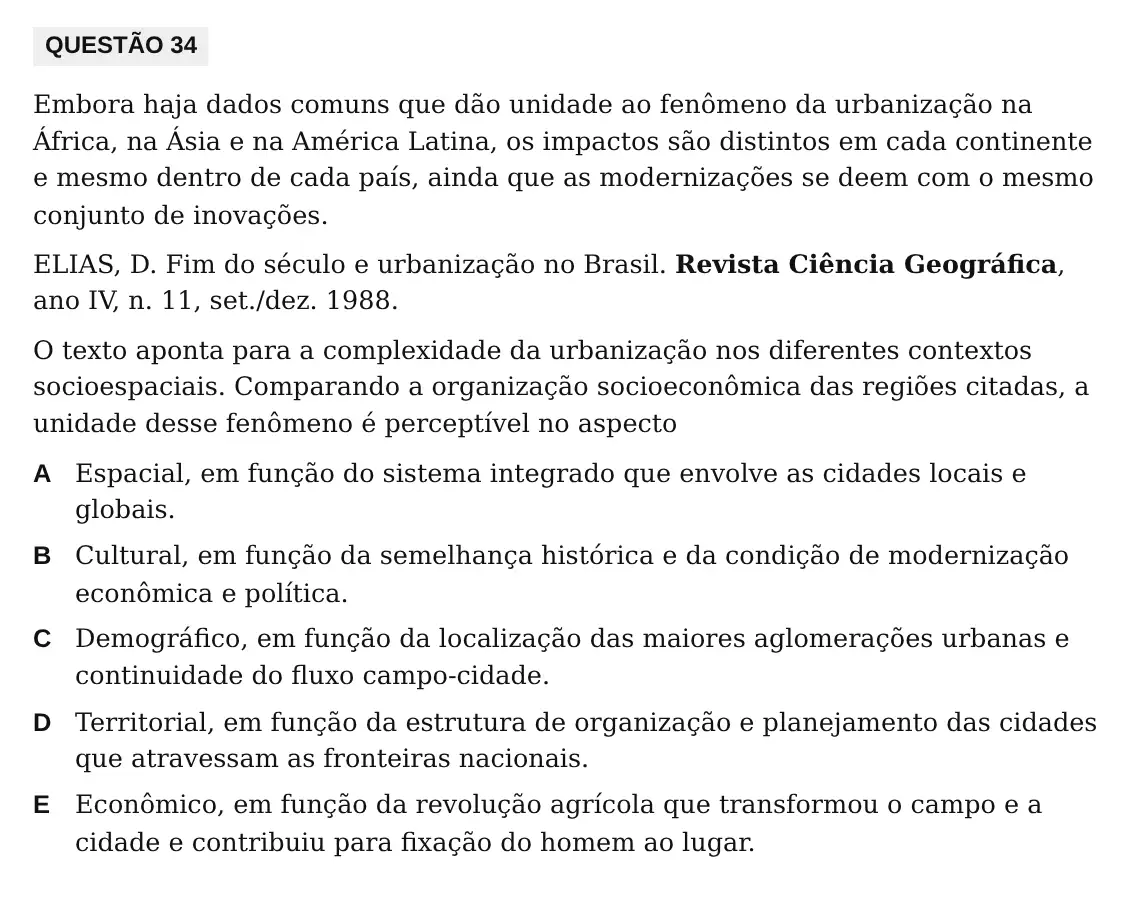 QUESTÃO 34
Embora haja dados comuns que dão unidade ao fenômeno da urbanização na
África, na Ásia e na América Latina, os impactos são distintos em cada continente
e mesmo dentro de cada país, ainda que as modernizações se deem com o mesmo
conjunto de inovações.
ELIAS, D. Fim do século e urbanização no Brasil. Revista Ciência Geográfica,
ano IV, n. 11, set./dez. 1988.
O texto aponta para a complexidade da urbanização nos diferentes contextos
socioespaciais. Comparando a organização socioeconômica das regiões citadas, a
unidade desse fenômeno é perceptível no aspecto
A Espacial, em função do sistema integrado que envolve as cidades locais e
globais.
B Cultural, em função da semelhança histórica e da condição de modernização
econômica e política.
C Demográfico, em função da localização das maiores aglomerações urbanas e
continuidade do fluxo campo-cidade.
D Territorial, em função da estrutura de organização e planejamento das cidades
que atravessam as fronteiras nacionais.
E Econômico, em função da revolução agrícola que transformou o campo e a
cidade e contribuiu para fixação do homem ao lugar.